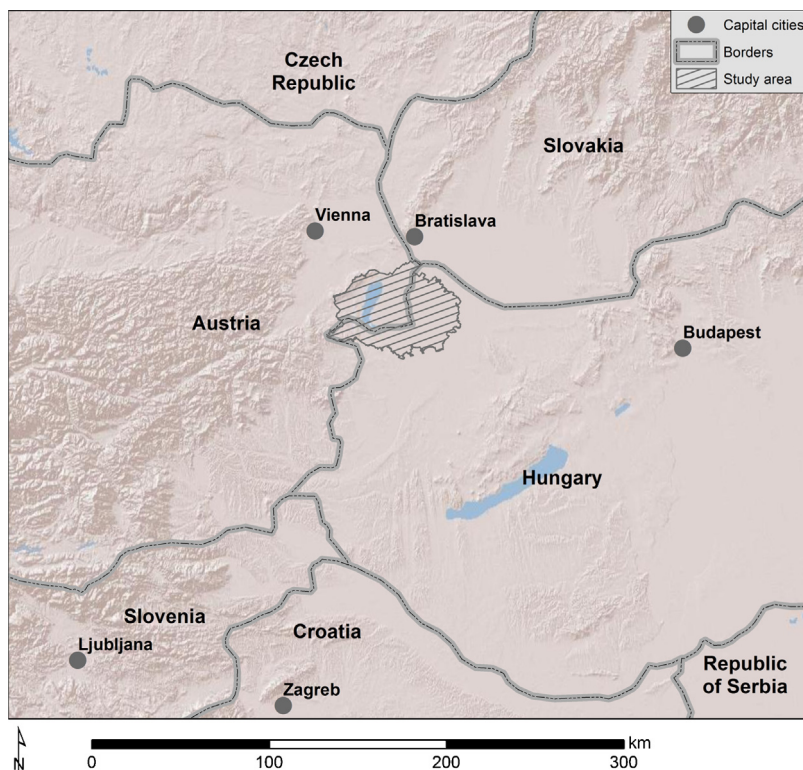 Capital cities
Borders
Study area
Czech
Republic
Slovakia
Vienna
Bratislava
Austria
Budapest
Hungary
Slovenia
Ljubljana
Croatia
Zagreb
Republic
of Serbia
N
km
0
100
200
300